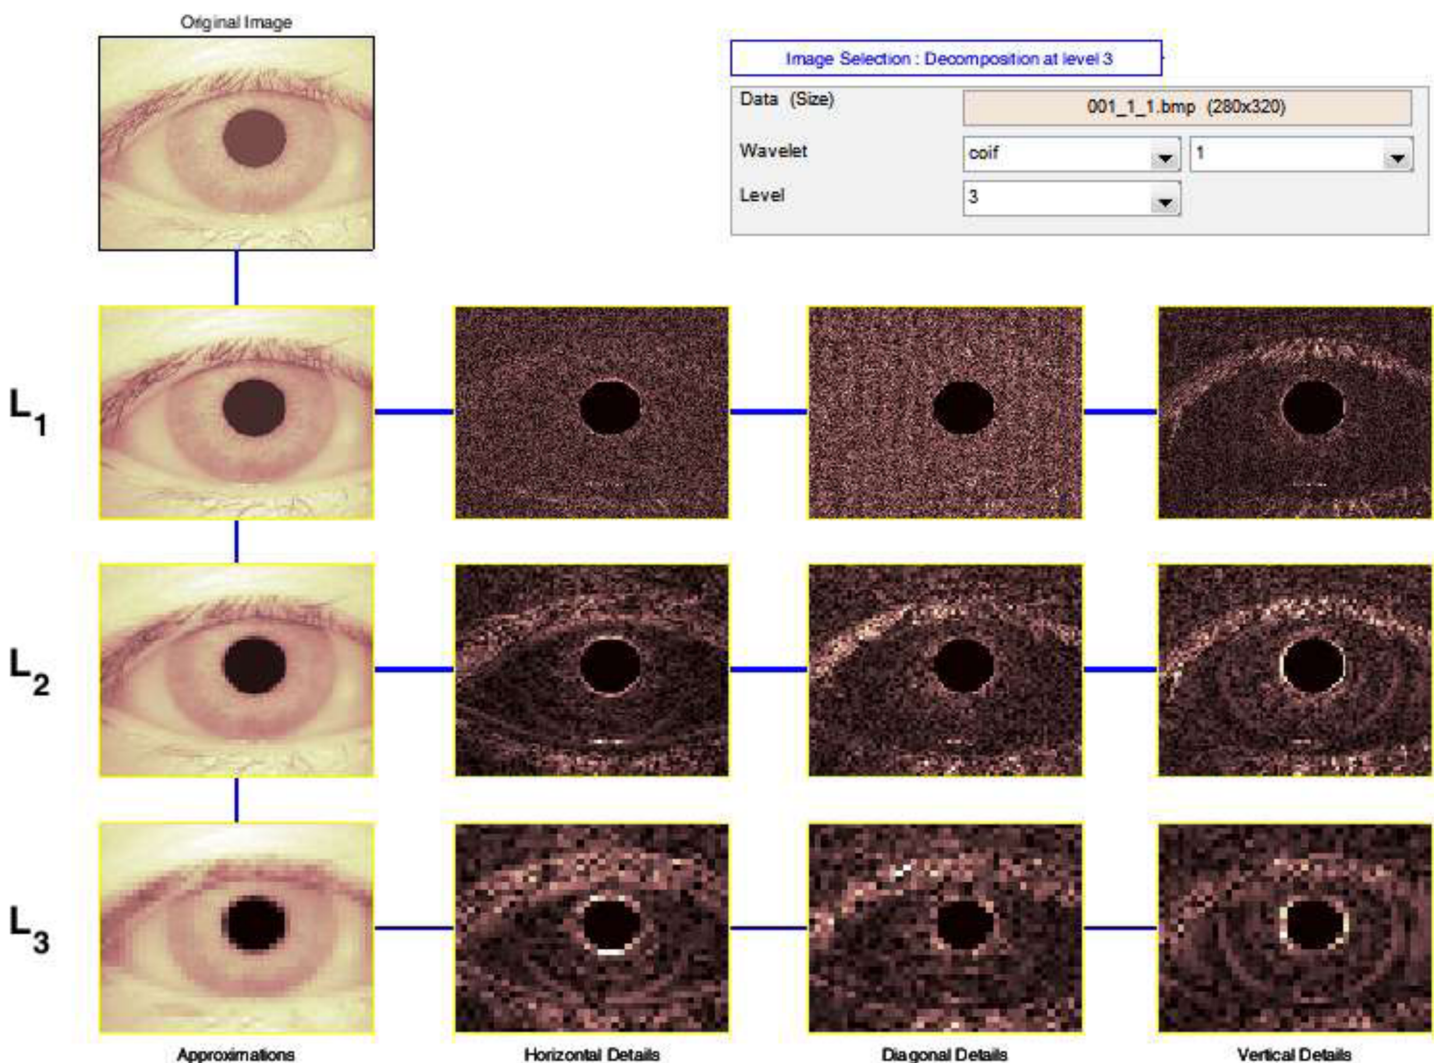 Original Image
Image Selection : Decomposition at level 3
Data (Size)
001_1_1.bmp (280x320)
Wavelet
coif
1
Level
3
L1
L2
L3
Approximations
Horizontal Details
Diagonal Details
Vertical Details